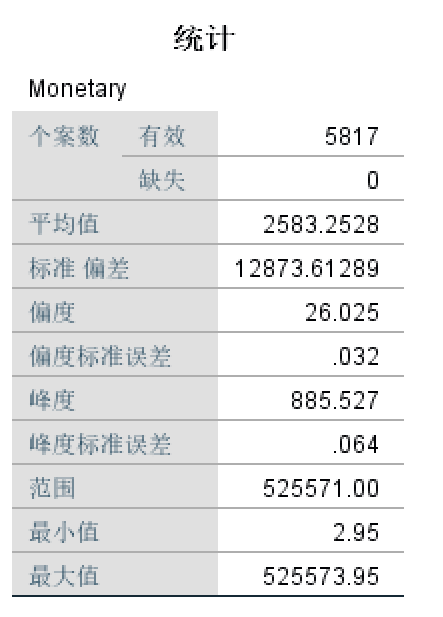 统计
Monetary
个案数 有效 5817
缺失 0
平均值 2583.2528
标准 偏差 12873.61289
偏度 26.025
偏度标准误差 .032
峰度 885.527
峰度标准误差 .064
范围 525571.00
最小值 2.95
最大值 525573.95